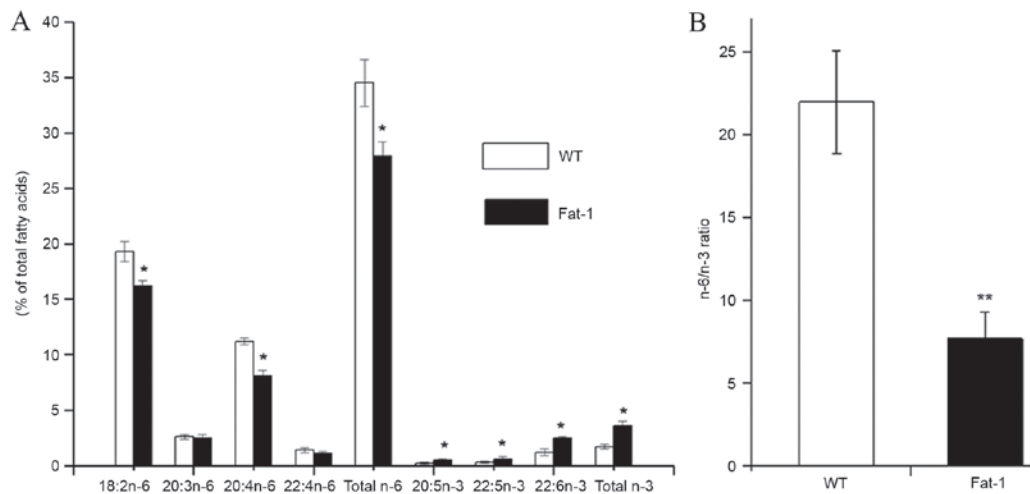 A
(% of total fatty acids)
40
35
30
25
20
15
10
5
0
WT
Fat-1
*
*
*
*
*
*
*
18:2n-6 20:3n-6 20:4n-6 22:4n-6 Total n-6 20:5n-3 22:5n-3 22:6n-3 Total n-3
B
n-6/n-3 ratio
25
20
15
10
5
0
**
WT Fat-1